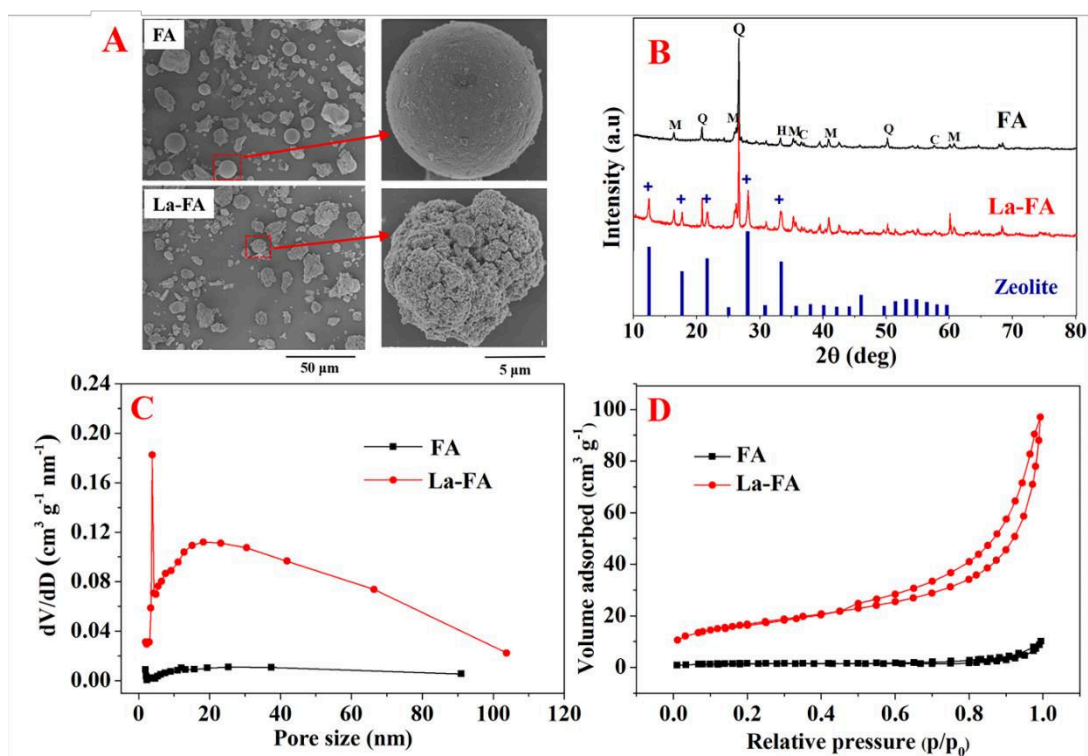 A
FA
La-FA
50 µm
5 µm
B
Intensity (a.u)
Q
M
Q
M
H
M
C
M
Q
C
M
FA
+
+
+
+
+
La-FA
Zeolite
10
20
30
40
50
60
70
80
2θ (deg)
C
dV/dD (cm³ g⁻¹ nm⁻¹)
0.24
0.20
0.16
0.12
0.08
0.04
0.00
FA
La-FA
0
20
40
60
80
100
120
Pore size (nm)
D
Volume adsorbed (cm³ g⁻¹)
100
80
60
40
20
0
FA
La-FA
0.0
0.2
0.4
0.6
0.8
1.0
Relative pressure (p/p₀)